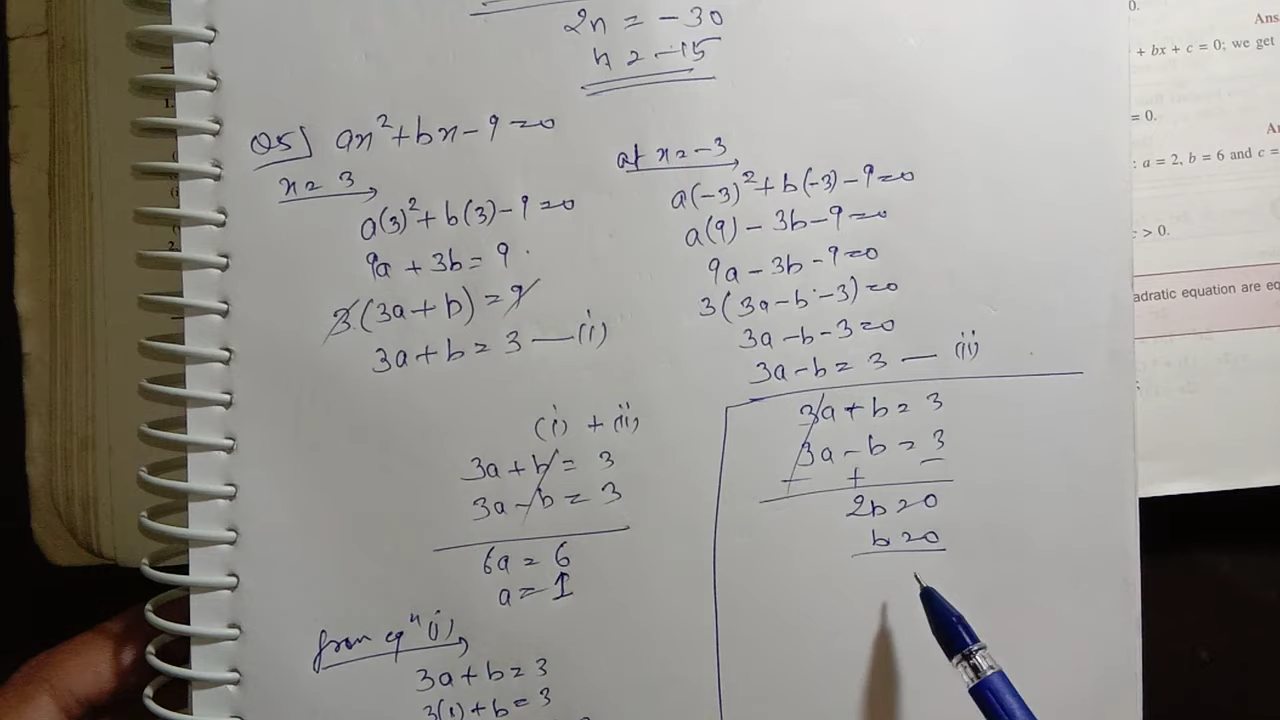 2n = -30
n = -15
Q5] ax² + bx - 9 = 0
x = 3
a(3)² + b(3) - 9 = 0
9a + 3b = 9
3(3a + b) = 9
3a + b = 3 — (i)
at x = -3
a(-3)² + b(-3) - 9 = 0
a(9) - 3b - 9 = 0
9a - 3b - 9 = 0
3(3a - b - 3) = 0
3a - b - 3 = 0
3a - b = 3 — (ii)
(i) + (ii)
3a + b = 3
3a - b = 3
6a = 6
a = 1
from eqⁿ (i)
3a + b = 3
3(1) + b = 3
3a + b = 3
3a - b = 3
- + -
2b = 0
b = 0
0.
Ans
+ bx + c = 0; we get
= 0.
: a = 2, b = 6 and c =
> 0.
adratic equation are eq